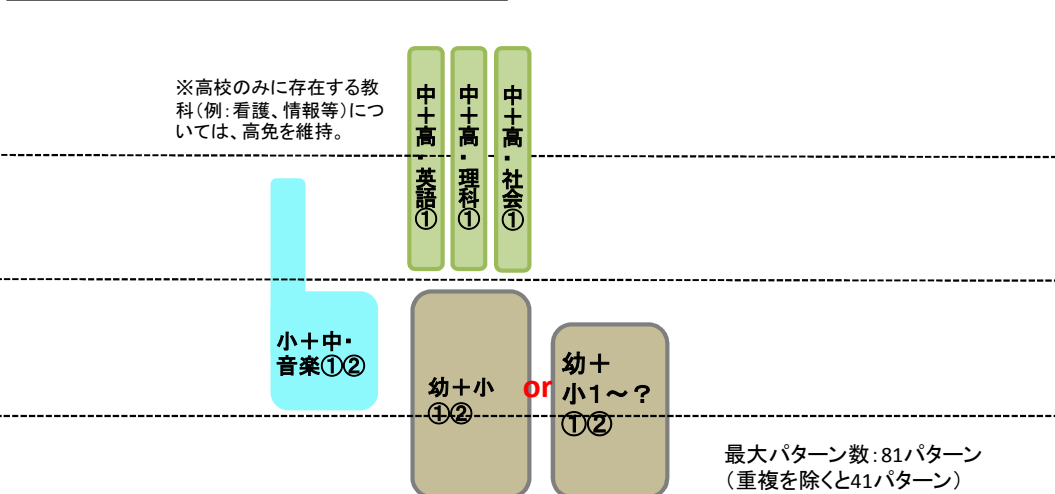 ※高校のみに存在する教
科(例:看護、情報等)につ
いては、高免を維持。
中＋高・英語①
中＋高・理科①
中＋高・社会①
小＋中・
音楽①②
幼＋小
①②
or
幼＋
小1～？
①②
最大パターン数:81パターン
(重複を除くと41パターン)